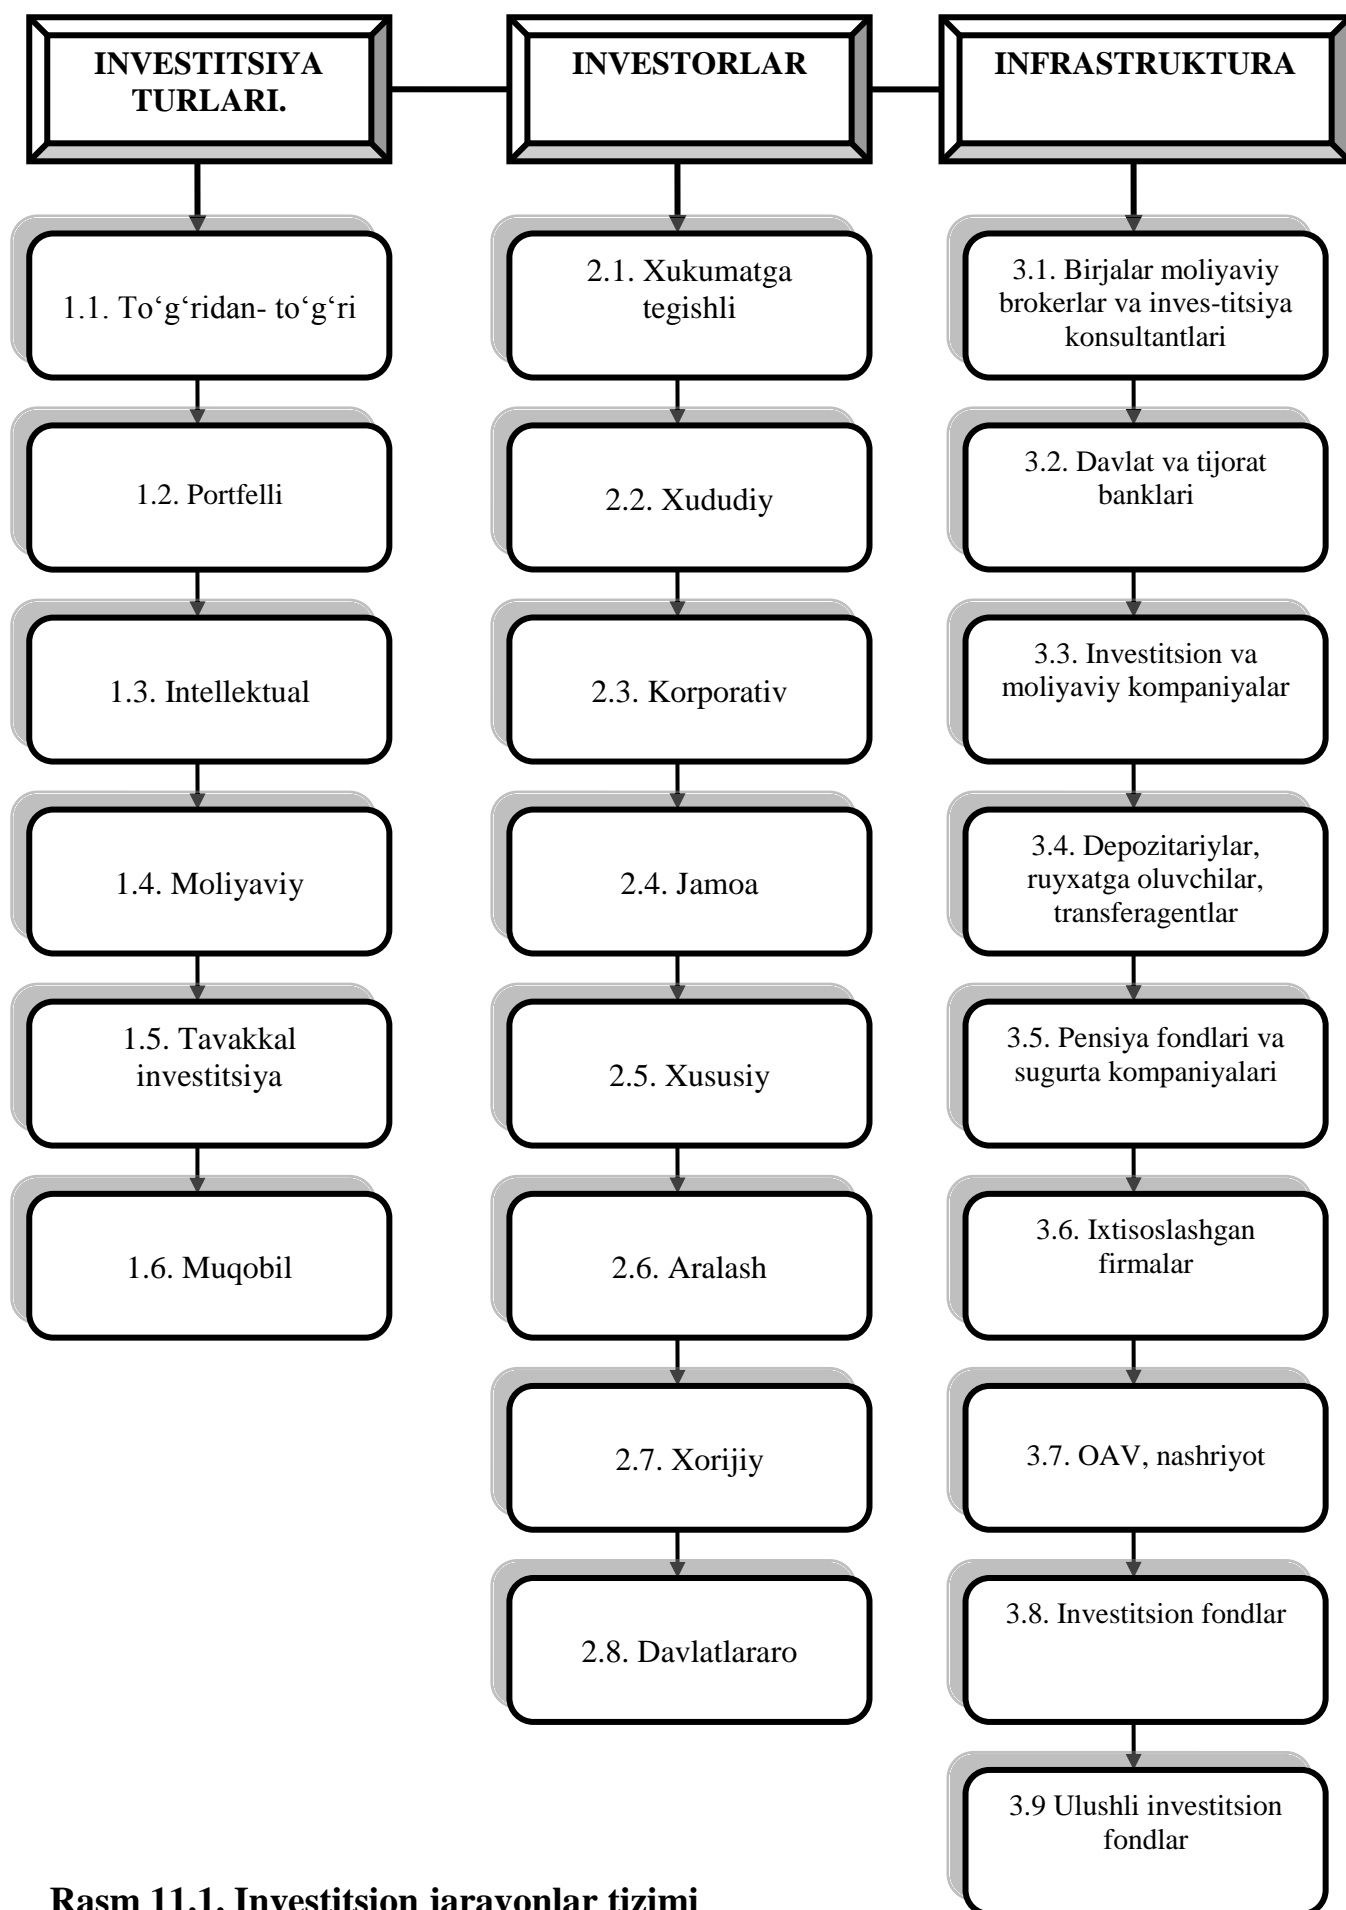 INVESTITSIYA
TURLARI.
1.1. To‘g‘ridan- to‘g‘ri
1.2. Portfelli
1.3. Intellektual
1.4. Moliyaviy
1.5. Tavakkal
investitsiya
1.6. Muqobil
INVESTORLAR
2.1. Xukumatga
tegishli
2.2. Xududiy
2.3. Korporativ
2.4. Jamoa
2.5. Xususiy
2.6. Aralash
2.7. Xorijiy
2.8. Davlatlararo
INFRASTRUKTURA
3.1. Birjalar moliyaviy
brokerlar va inves-titsiya
konsultantlari
3.2. Davlat va tijorat
banklari
3.3. Investitsion va
moliyaviy kompaniyalar
3.4. Depozitariylar,
ruyxatga oluvchilar,
transferagentlar
3.5. Pensiya fondlari va
sugurta kompaniyalari
3.6. Ixtisoslashgan
firmalar
3.7. OAV, nashriyot
3.8. Investitsion fondlar
3.9 Ulushli investitsion
fondlar
Rasm 11.1. Investitsion jarayonlar tizimi